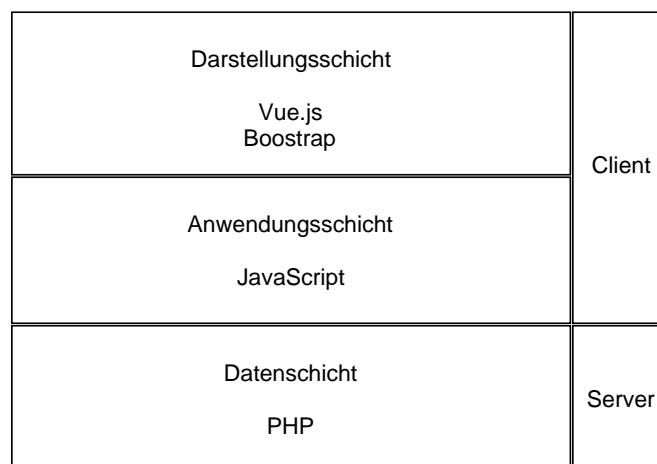 Darstellungsschicht
Vue.js
Boostrap
Client
Anwendungsschicht
JavaScript
Datenschicht
PHP
Server